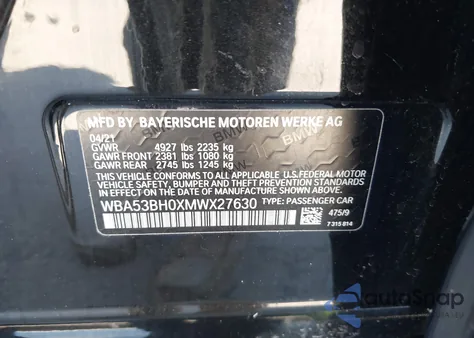 MFD BY BAYERISCHE MOTOREN WERKE AG
04/21
GVWR 4927 lbs 2235 kg
GAWR FRONT 2381 lbs 1080 kg
GAWR REAR 2745 lbs 1245 kg
THIS VEHICLE CONFORMS TO ALL APPLICABLE
U.S. FEDERAL MOTOR VEHICLE SAFETY,
BUMPER, AND THEFT PREVENTION STANDARDS
IN EFFECT ON THE DATE OF MANUFACTURE
SHOWN ABOVE.
WBA53BH0XMWX27630 TYPE: PASSENGER CAR
475/9
7 315 814
BMW
BMW
AutoSnap